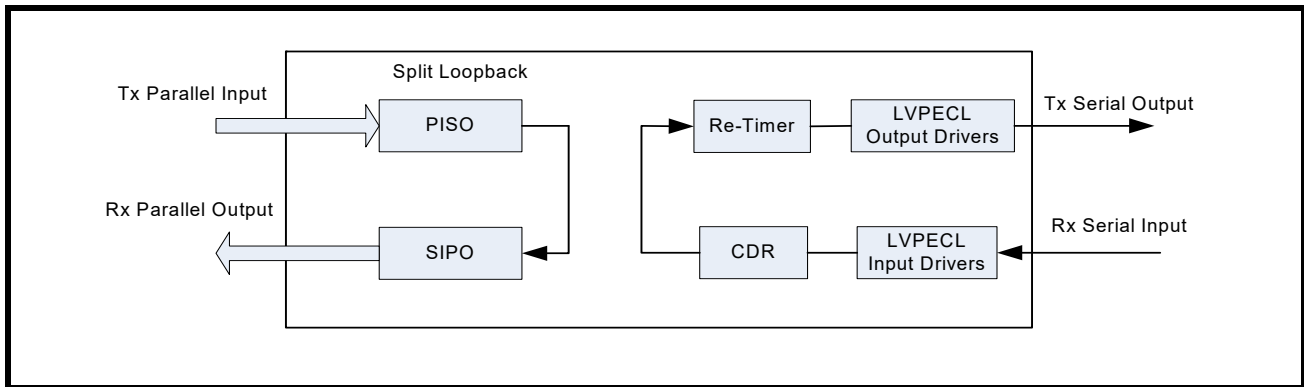 Split Loopback
Tx Parallel Input
PISO
Re-Timer
LVPECL
Output Drivers
Tx Serial Output
Rx Parallel Output
SIPO
CDR
LVPECL
Input Drivers
Rx Serial Input